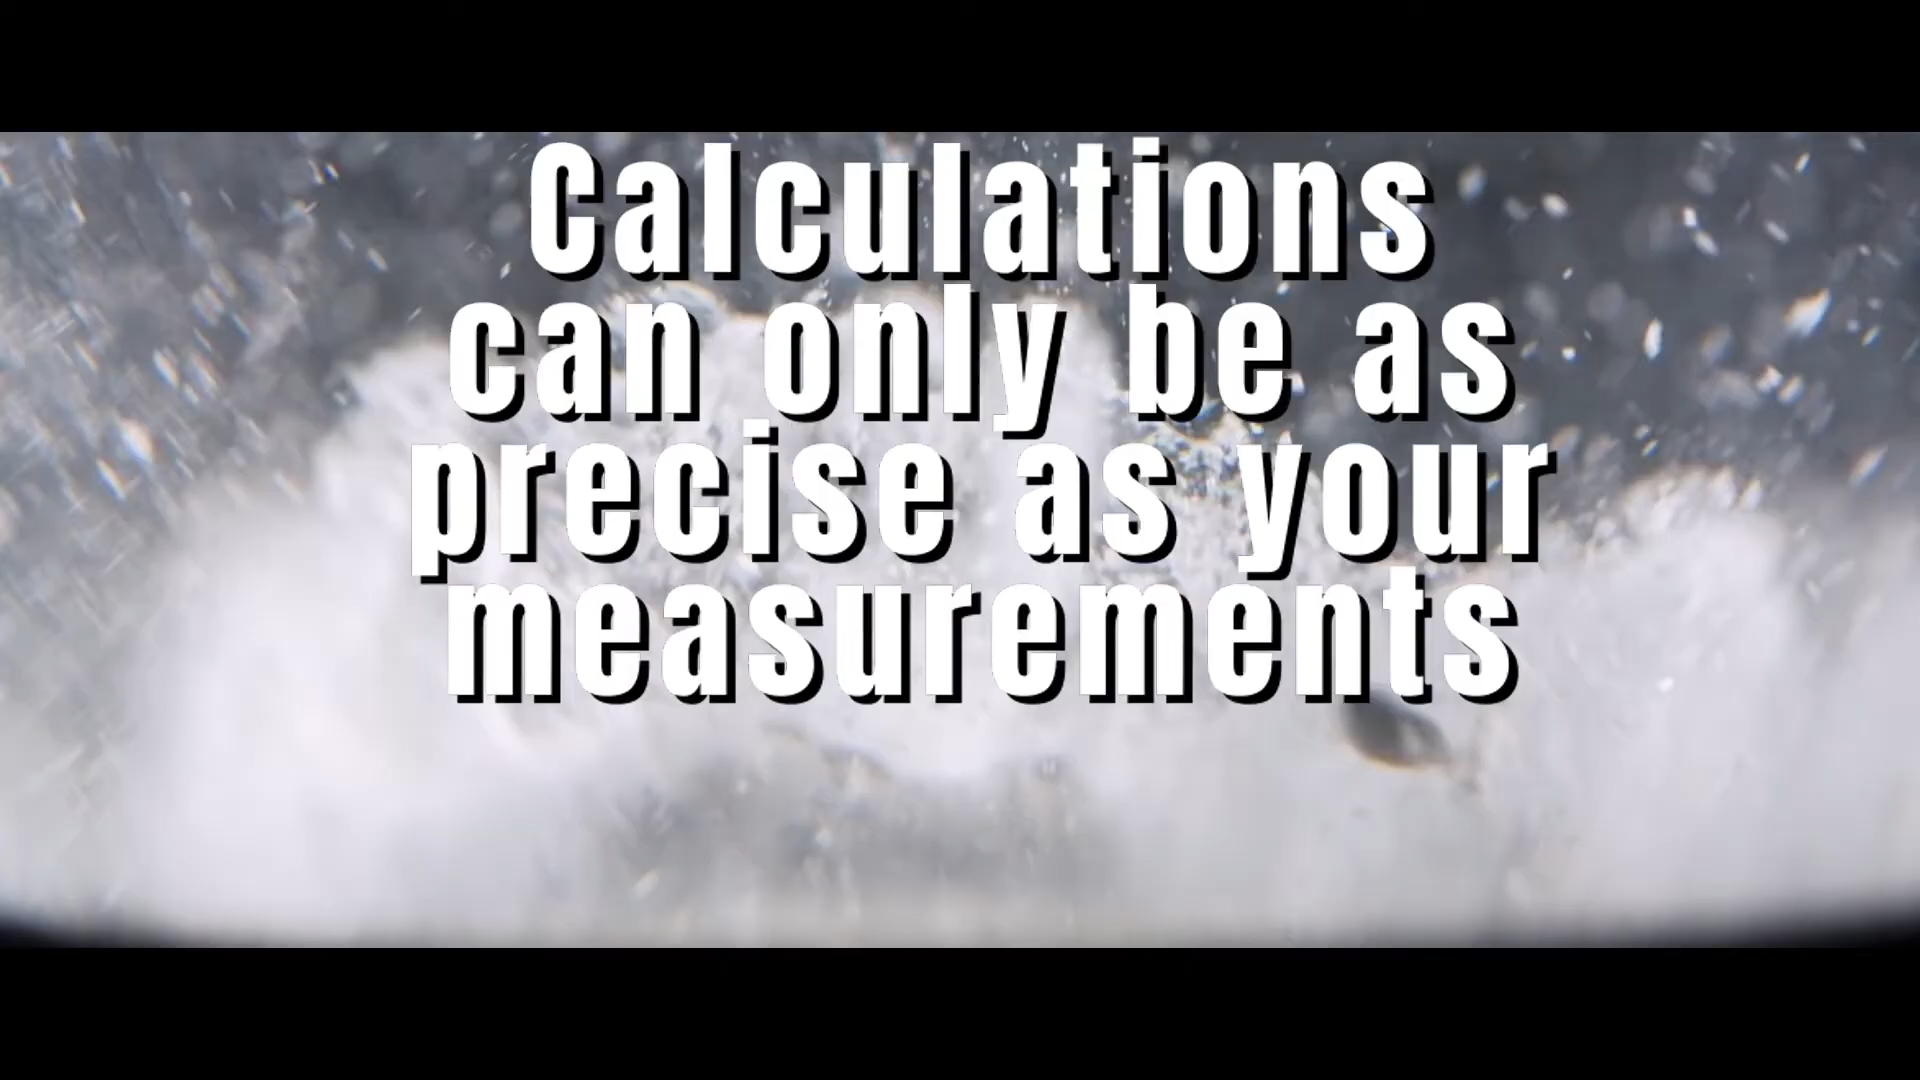 Calculations
can only be as
precise as your
measurements